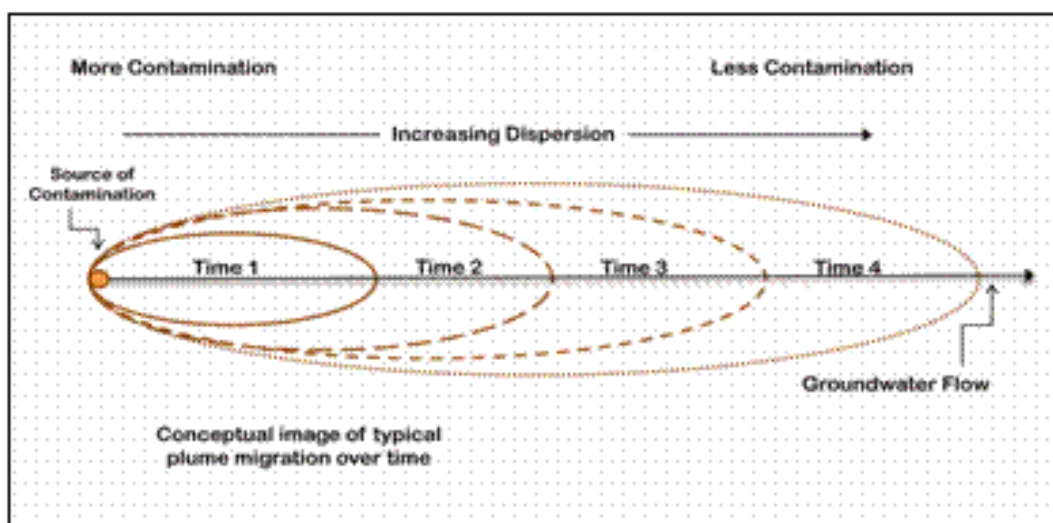 More Contamination
Less Contamination
Increasing Dispersion
Source of
Contamination
Time 1
Time 2
Time 3
Time 4
Groundwater Flow
Conceptual image of typical
plume migration over time